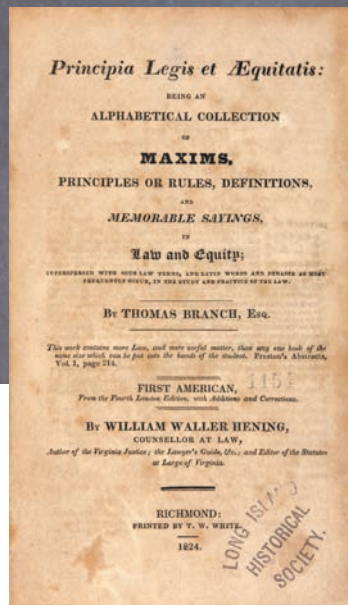 Principia Legis et Æquitatis:
BEING AN
ALPHABETICAL COLLECTION
OF
MAXIMS,
PRINCIPLES OR RULES, DEFINITIONS,
AND
MEMORABLE SAYINGS,
IN
Law and Equity;
INTERSPERSED WITH SUCH LAW TERMS, AND LATIN WORDS AND PHRASES AS MOST
FREQUENTLY OCCUR, IN THE STUDY AND PRACTICE OF THE LAW.
BY THOMAS BRANCH, ESQ.
This work contains more Law, and more useful matter, than any one book of the
same size which can be put into the hands of the student. Preston's Abstracts,
Vol. 1, page 214.
FIRST AMERICAN,
From the Fourth London Edition, with Additions and Corrections.
BY WILLIAM WALLER HENING,
COUNSELLOR AT LAW,
Author of the Virginia Justice; the Lawyer's Guide, &c.; and Editor of the Statutes
at Large of Virginia.
RICHMOND:
PRINTED BY T. W. WHITE.
1824.
LONG ISLAND
HISTORICAL
SOCIETY.